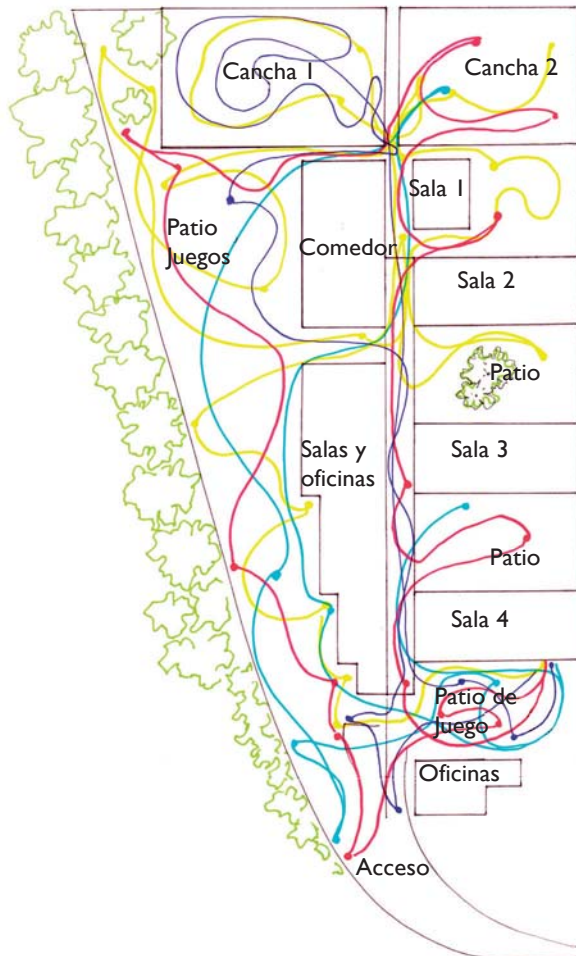 Cancha 1
Cancha 2
Sala 1
Patio
Juegos
Comedor
Sala 2
Patio
Salas y
oficinas
Sala 3
Patio
Sala 4
Patio de
Juego
Oficinas
Acceso